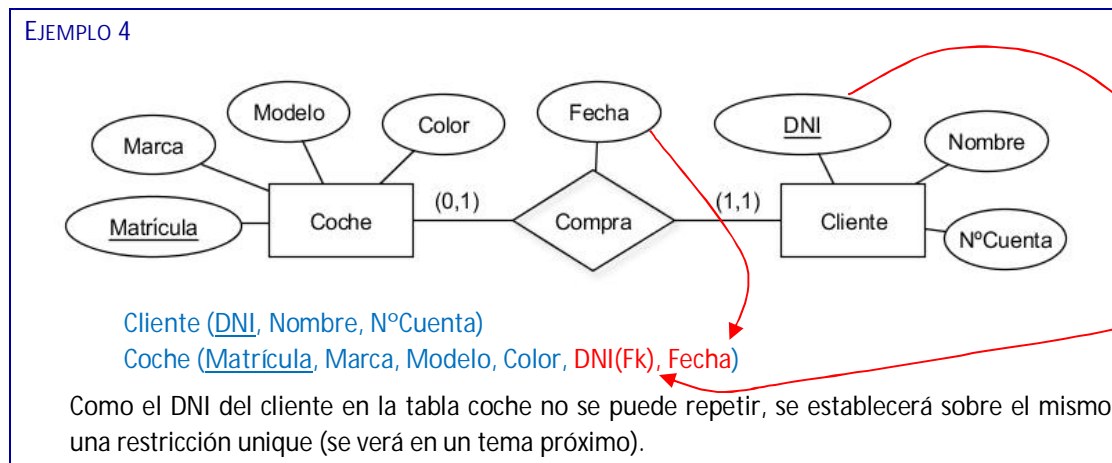 EJEMPLO 4
Modelo
Fecha
DNI
Marca
Color
Nombre
Matrícula
Coche
(0,1)
Compra
(1,1)
Cliente
NºCuenta
Cliente (DNI, Nombre, NºCuenta)
Coche (Matrícula, Marca, Modelo, Color, DNI(Fk), Fecha)
Como el DNI del cliente en la tabla coche no se puede repetir, se establecerá sobre el mismo
una restricción unique (se verá en un tema próximo).